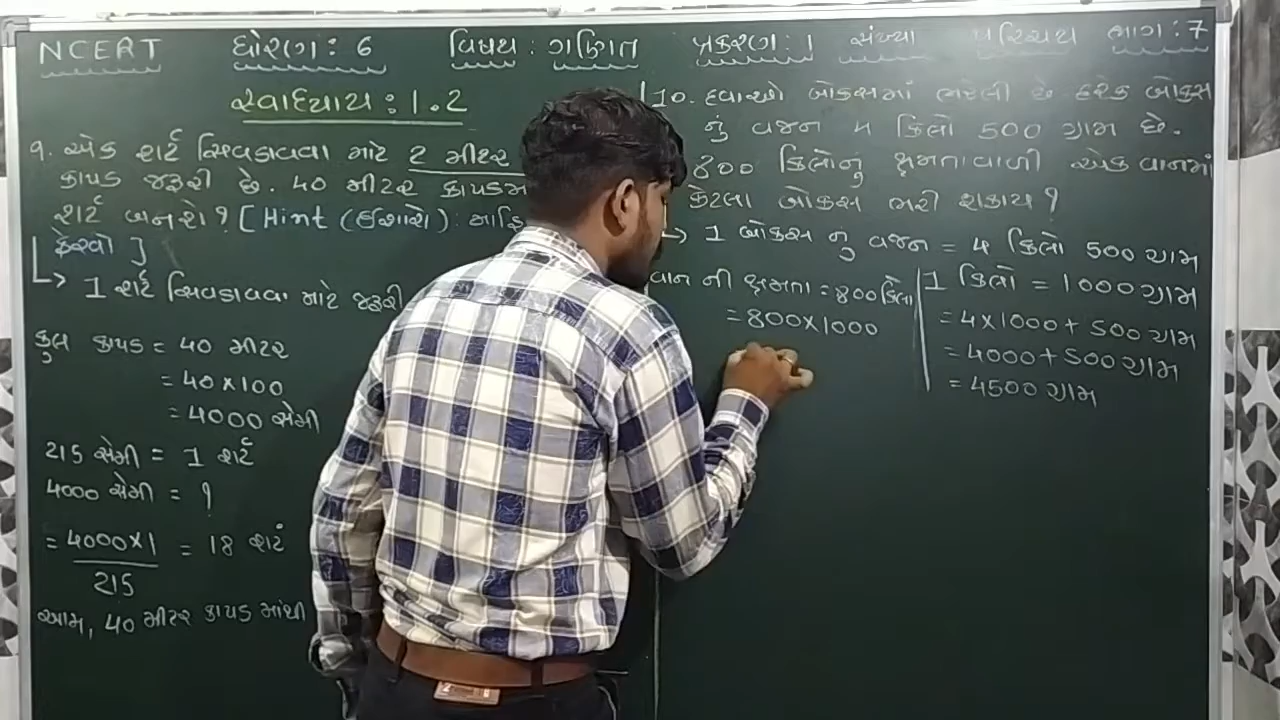 NCERT ધોરણ : 6 વિષય : ગણિત પ્રકરણ : 1 સંખ્યા પરિચય ભાગ : 7
સ્વાધ્યાય : 1.2
9. એક શર્ટ સિવડાવવા માટે 2 મીટર
કાપડ જરૂરી છે. 40 મીટર કાપડમ
શર્ટ બનશે ? [ Hint (ઈશારો) :
ફેરવો ]
↳ 1 શર્ટ સિવડાવવા માટે જરૂરી
કુલ કાપડ = 40 મીટર
= 40 × 100
= 4000 સેમી
215 સેમી = 1 શર્ટ
4000 સેમી = ?
= 4000 × 1 / 215 = 18 શર્ટ
આમ, 40 મીટર કાપડ માંથી
10. દવાઓ બોક્સમાં ભરેલી છે. દરેક બોક્સ
નું વજન 4 કિલો 500 ગ્રામ છે.
800 કિલોનું ક્ષમતાવાળી એક વાનમાં
કેટલા બોક્સ ભરી શકાય ?
↳ 1 બોક્સ નુ વજન = 4 કિલો 500 ગ્રામ
વાન ની ક્ષમતા = 800 કિલો
= 800 × 1000
1 કિલો = 1000 ગ્રામ
= 4 × 1000 + 500 ગ્રામ
= 4000 + 500 ગ્રામ
= 4500 ગ્રામ